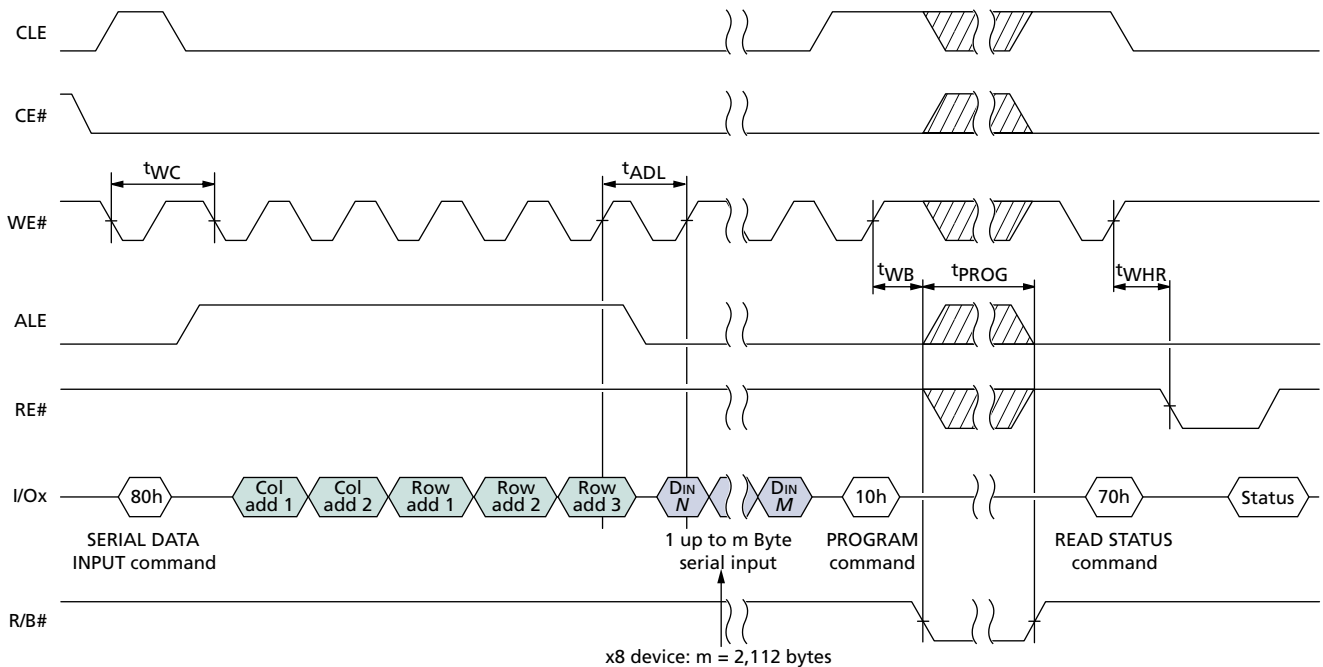 CLE
CE#
tWC
tADL
WE#
tWB
tPROG
tWHR
ALE
RE#
I/Ox
80h
Col
add 1
Col
add 2
Row
add 1
Row
add 2
Row
add 3
DIN
N
DIN
M
10h
70h
Status
SERIAL DATA
INPUT command
1 up to m Byte
serial input
PROGRAM
command
READ STATUS
command
R/B#
x8 device: m = 2,112 bytes